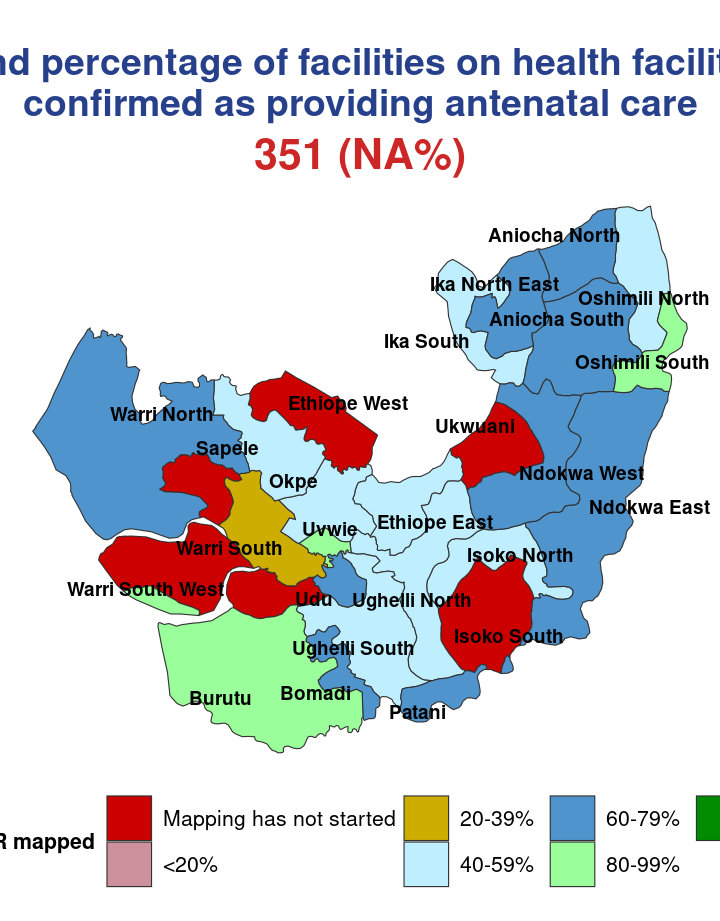 nd percentage of facilities on health facilit
confirmed as providing antenatal care
351 (NA%)
Aniocha North
Ika North East
Oshimili North
Aniocha South
Ika South
Oshimili South
Ethiope West
Warri North
Ukwuani
Sapele
Ndokwa West
Okpe
Ndokwa East
Ethiope East
Uvwie
Warri South
Isoko North
Warri South West
Udu
Ughelli North
Isoko South
Ughelli South
Bomadi
Burutu
Patani
R mapped
Mapping has not started
20-39%
60-79%
<20%
40-59%
80-99%